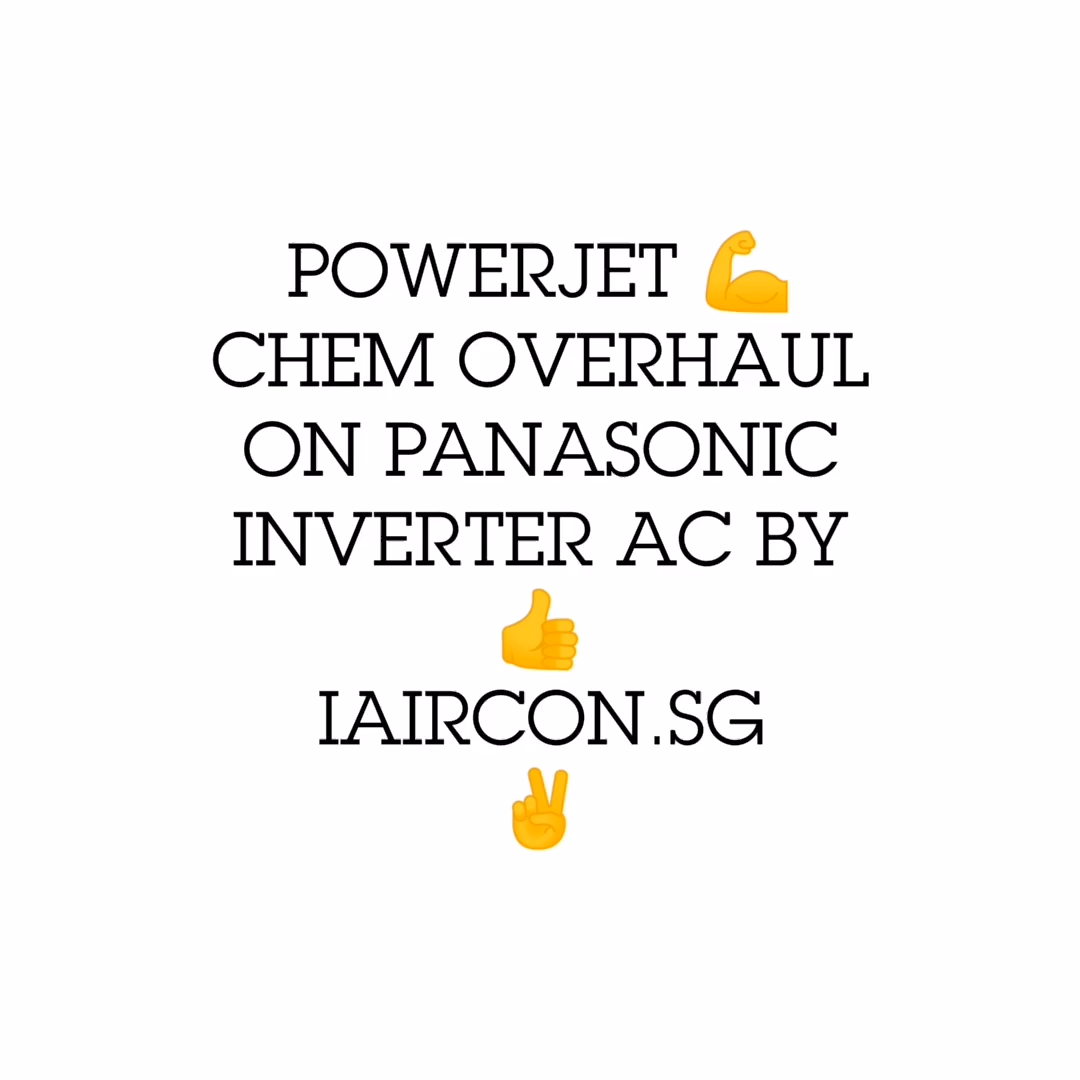 POWERJET 💪
CHEM OVERHAUL
ON PANASONIC
INVERTER AC BY
👍
IAIRCON.SG
✌